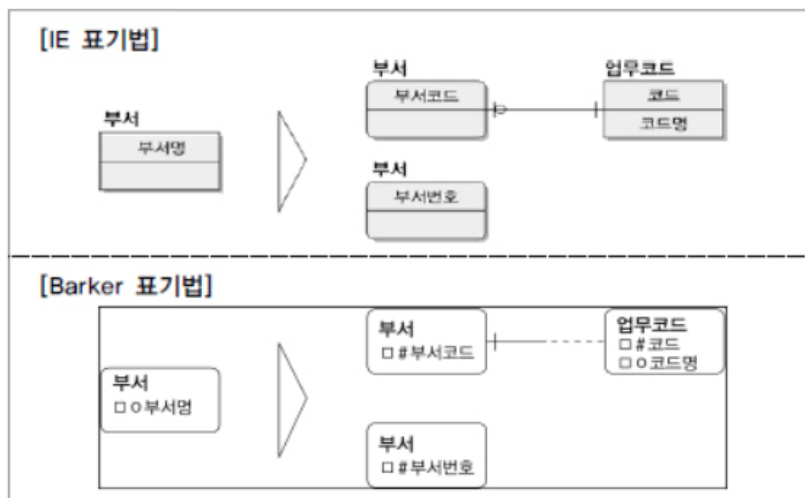 [IE 표기법]
부서
부서명
부서
부서코드
업무코드
코드
코드명
부서
부서번호
[Barker 표기법]
부서
□ o 부서명
부서
□ #부서코드
업무코드
□ #코드
□ o 코드명
부서
□ #부서번호